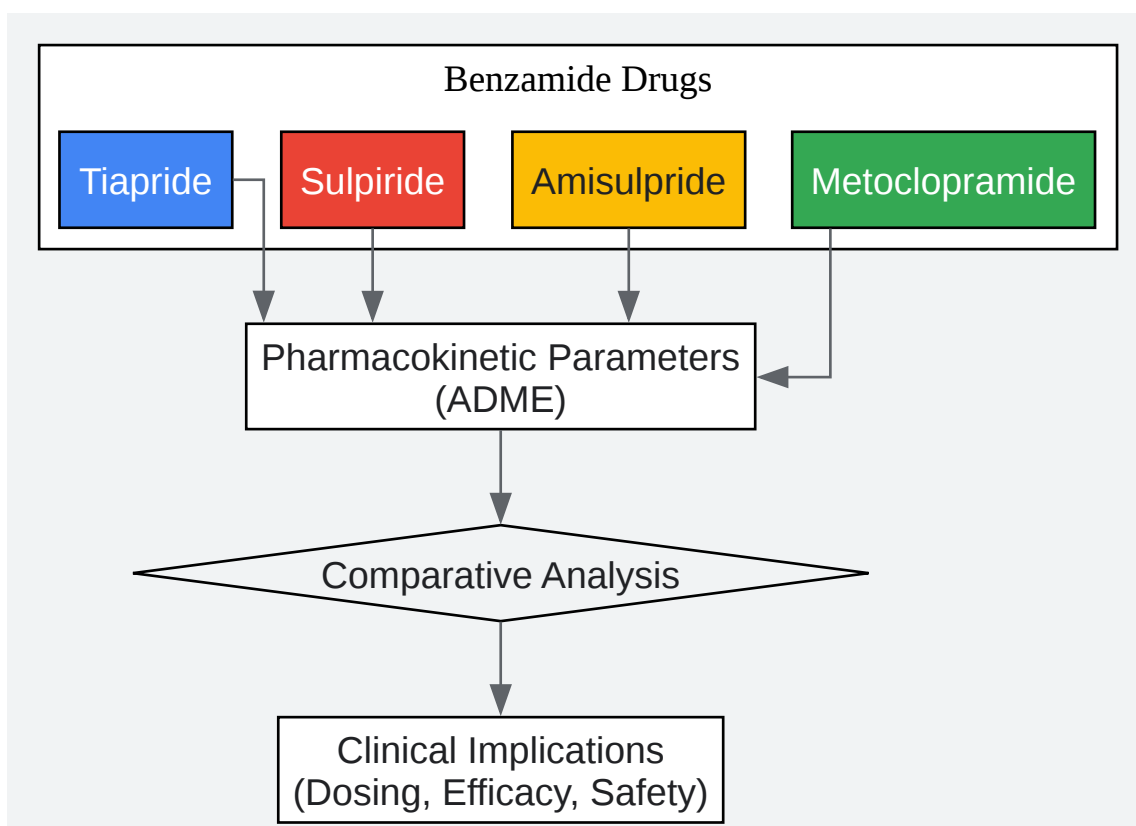 Benzamide Drugs
Tiapride
Sulpiride
Amisulpride
Metoclopramide
Pharmacokinetic Parameters
(ADME)
Comparative Analysis
Clinical Implications
(Dosing, Efficacy, Safety)